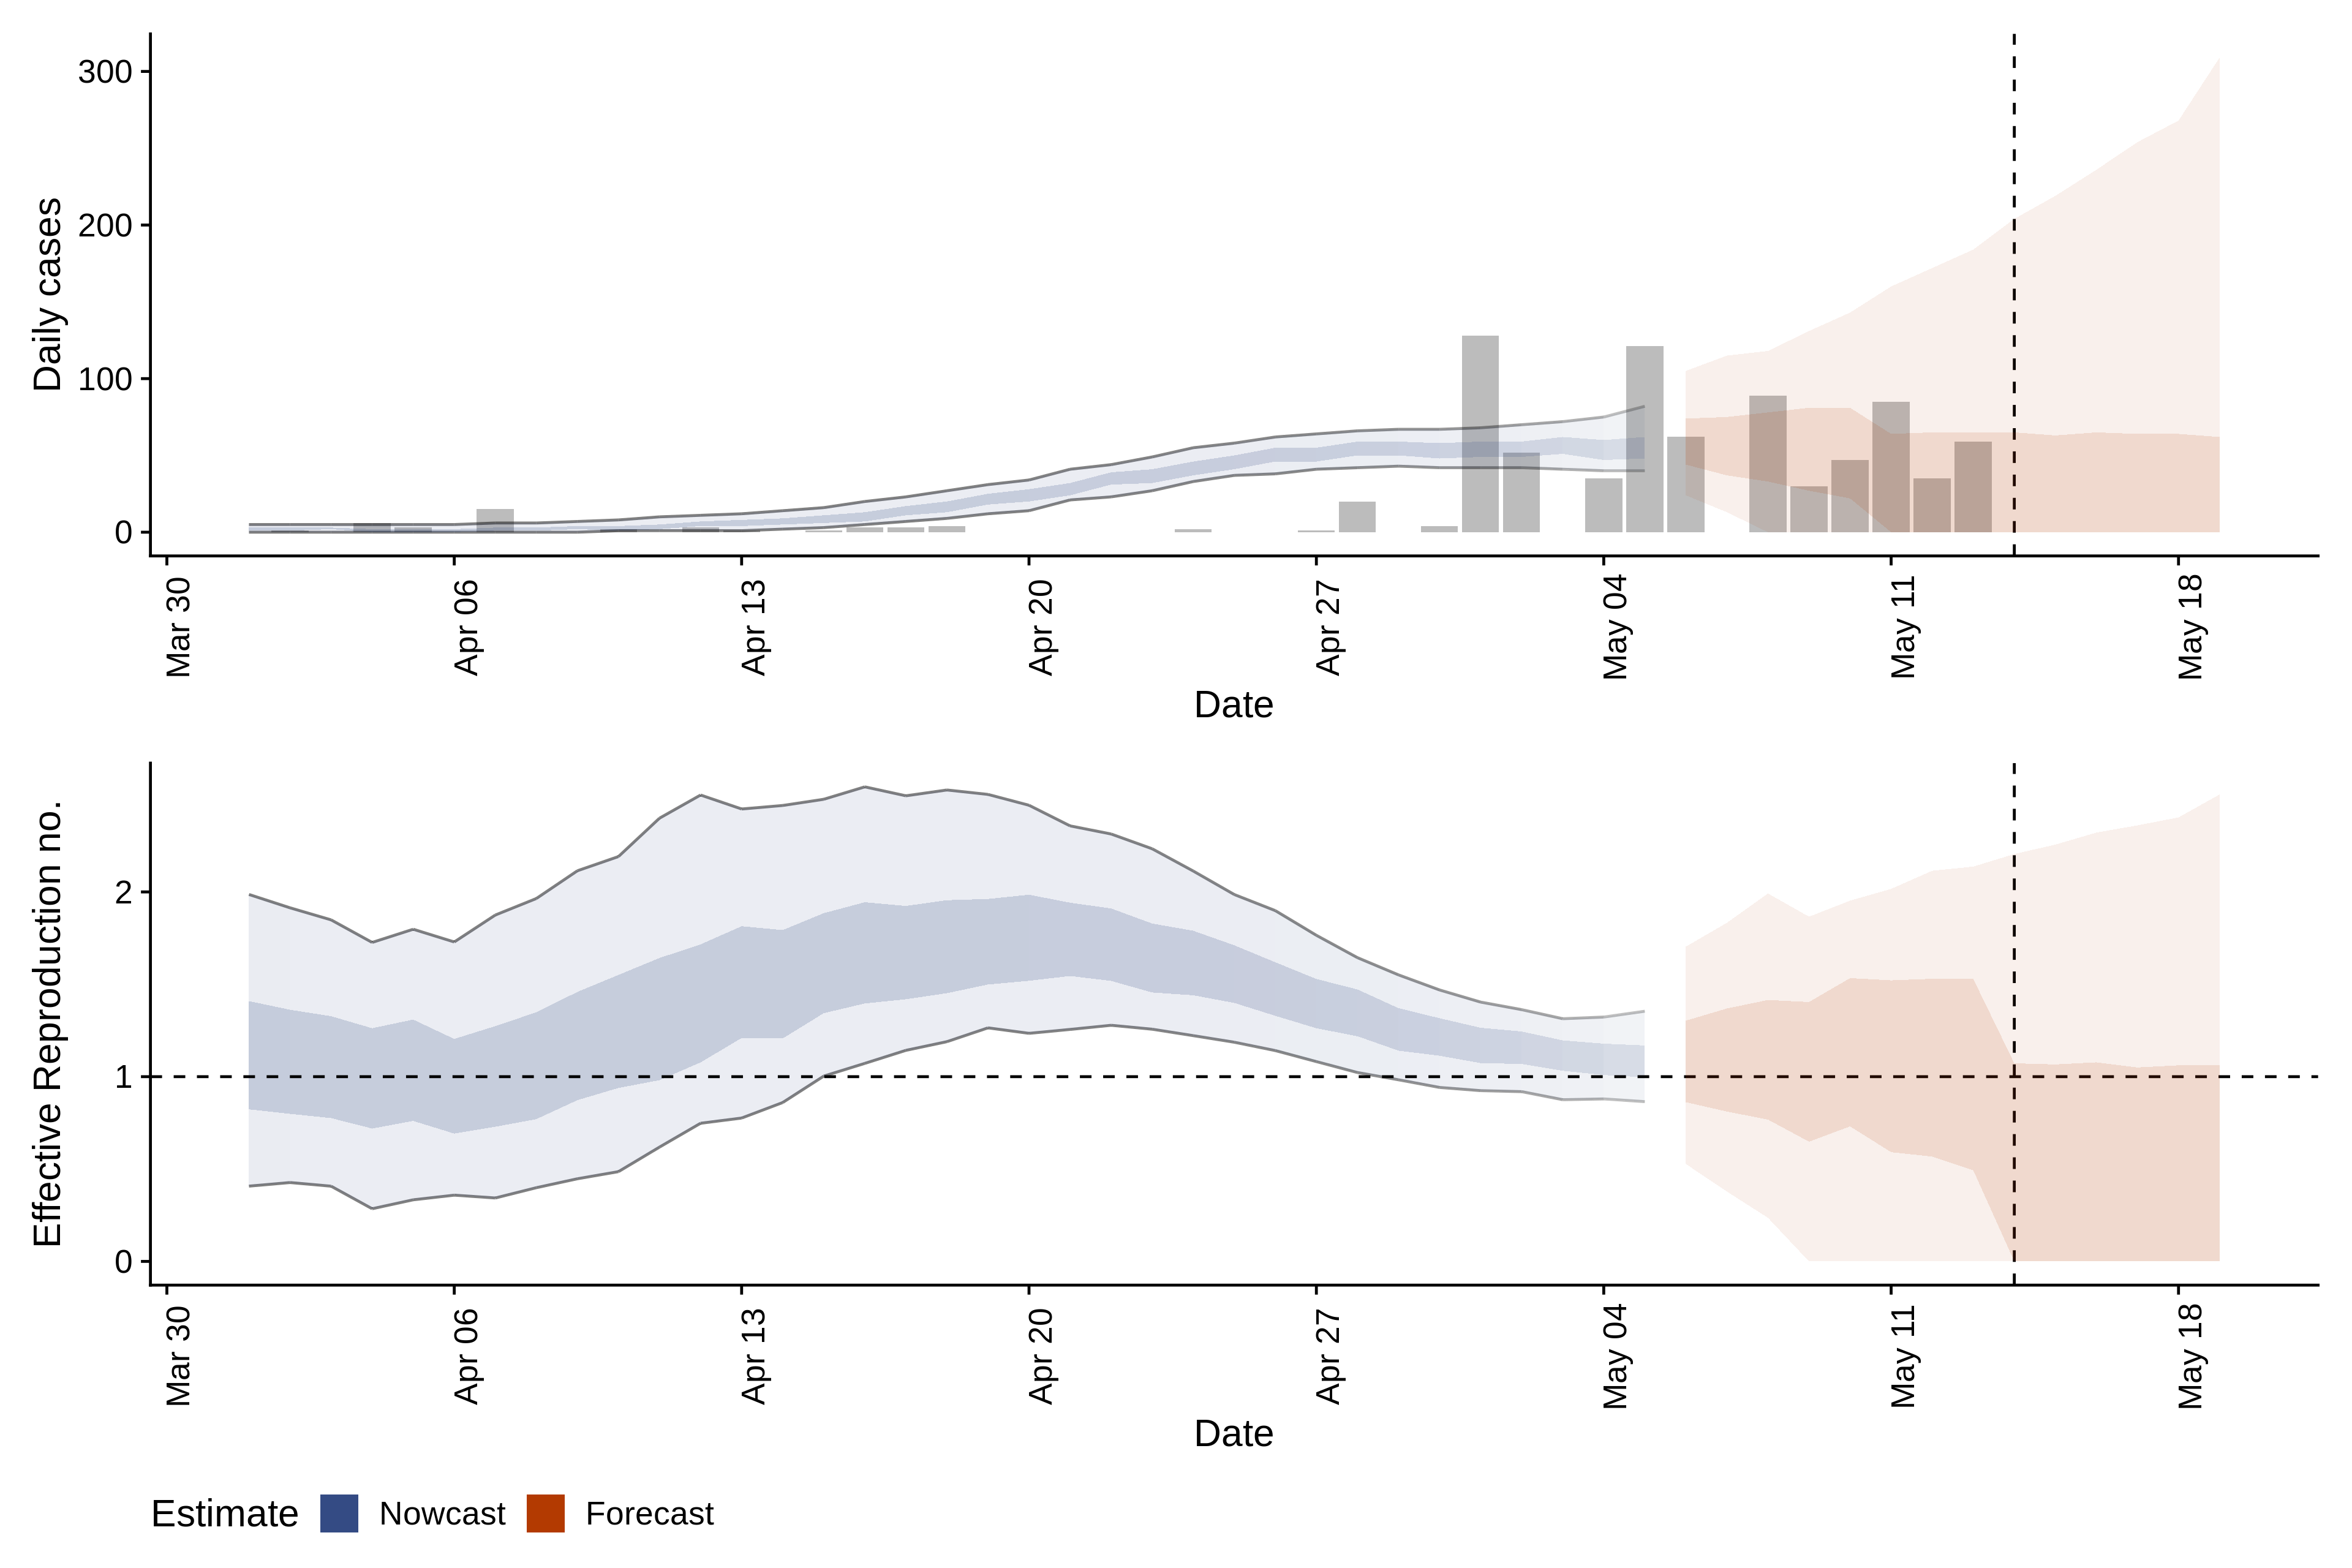 Daily cases
300
200
100
0
Mar 30
Apr 06
Apr 13
Apr 20
Apr 27
May 04
May 11
May 18
Date
Effective Reproduction no.
2
1
0
Mar 30
Apr 06
Apr 13
Apr 20
Apr 27
May 04
May 11
May 18
Date
Estimate Nowcast Forecast